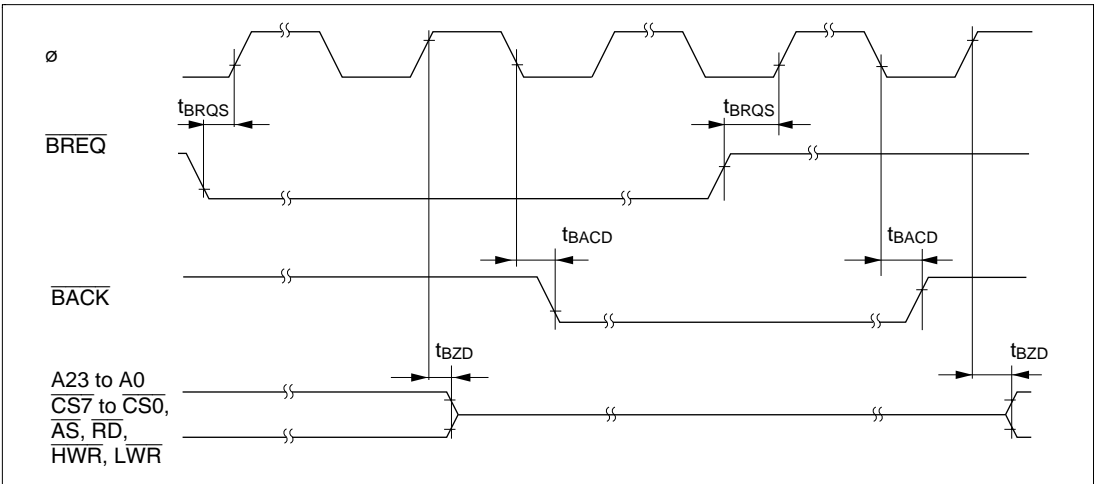 ø
tBRQS tBRQS
BREQ
tBACD tBACD
BACK
tBZD tBZD
A23 to A0
CS7 to CS0,
AS, RD,
HWR, LWR